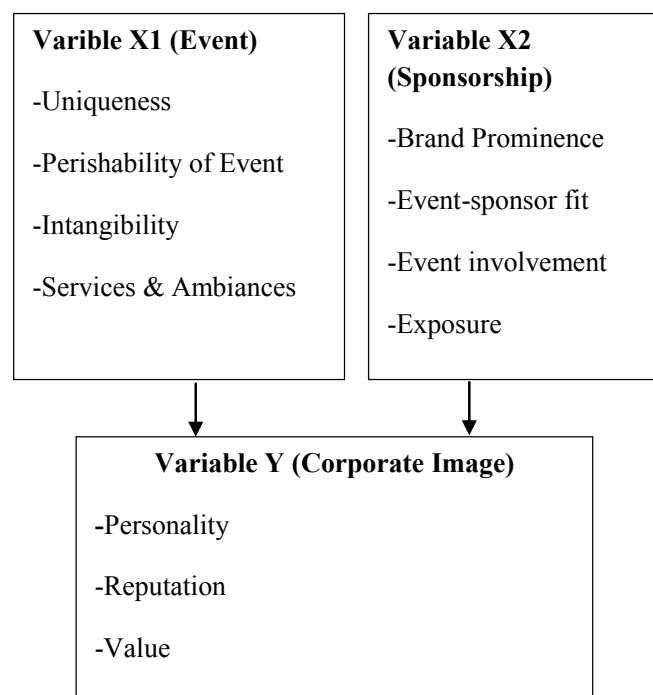 Varible X1 (Event)
-Uniqueness
-Perishability of Event
-Intangibility
-Services & Ambiances
Variable X2
(Sponsorship)
-Brand Prominence
-Event-sponsor fit
-Event involvement
-Exposure
Variable Y (Corporate Image)
-Personality
-Reputation
-Value